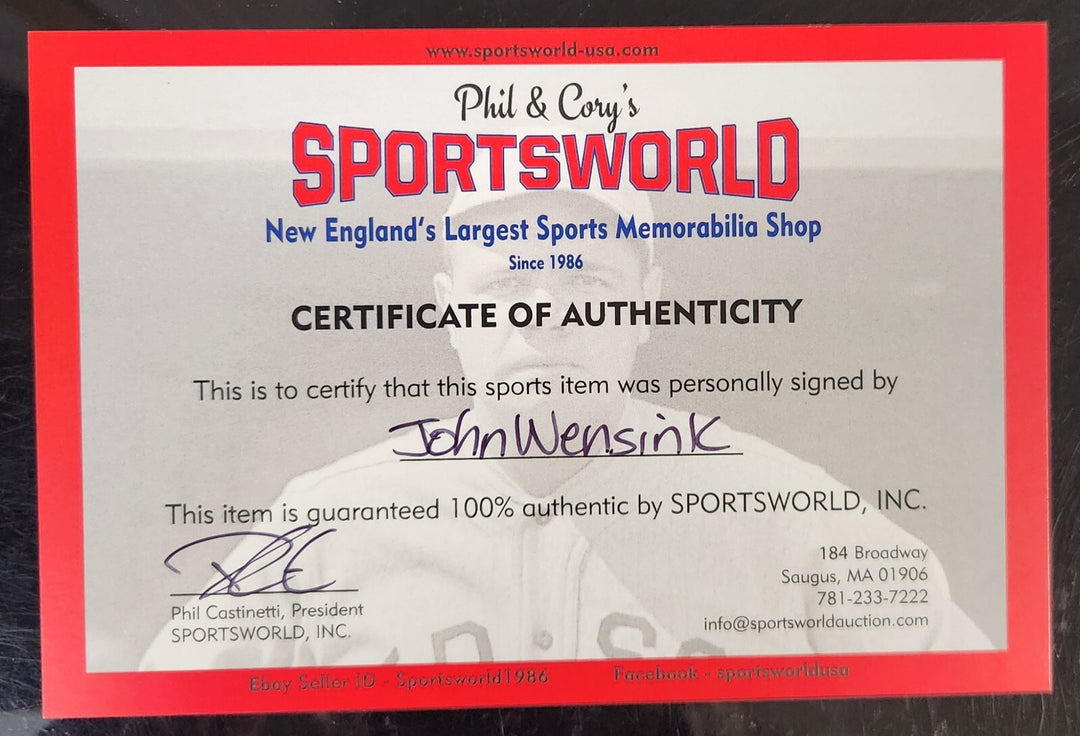 www.sportsworld-usa.com
Phil & Cory's
SPORTSWORLD
New England's Largest Sports Memorabilia Shop
Since 1986
CERTIFICATE OF AUTHENTICITY
This is to certify that this sports item was personally signed by
John Wensink
This item is guaranteed 100% authentic by SPORTSWORLD, INC.
Phil Castinetti, President
SPORTSWORLD, INC.
184 Broadway
Saugus, MA 01906
781-233-7222
info@sportsworldauction.com
Ebay Seller ID - Sportsworld1986 Facebook - sportsworldusa